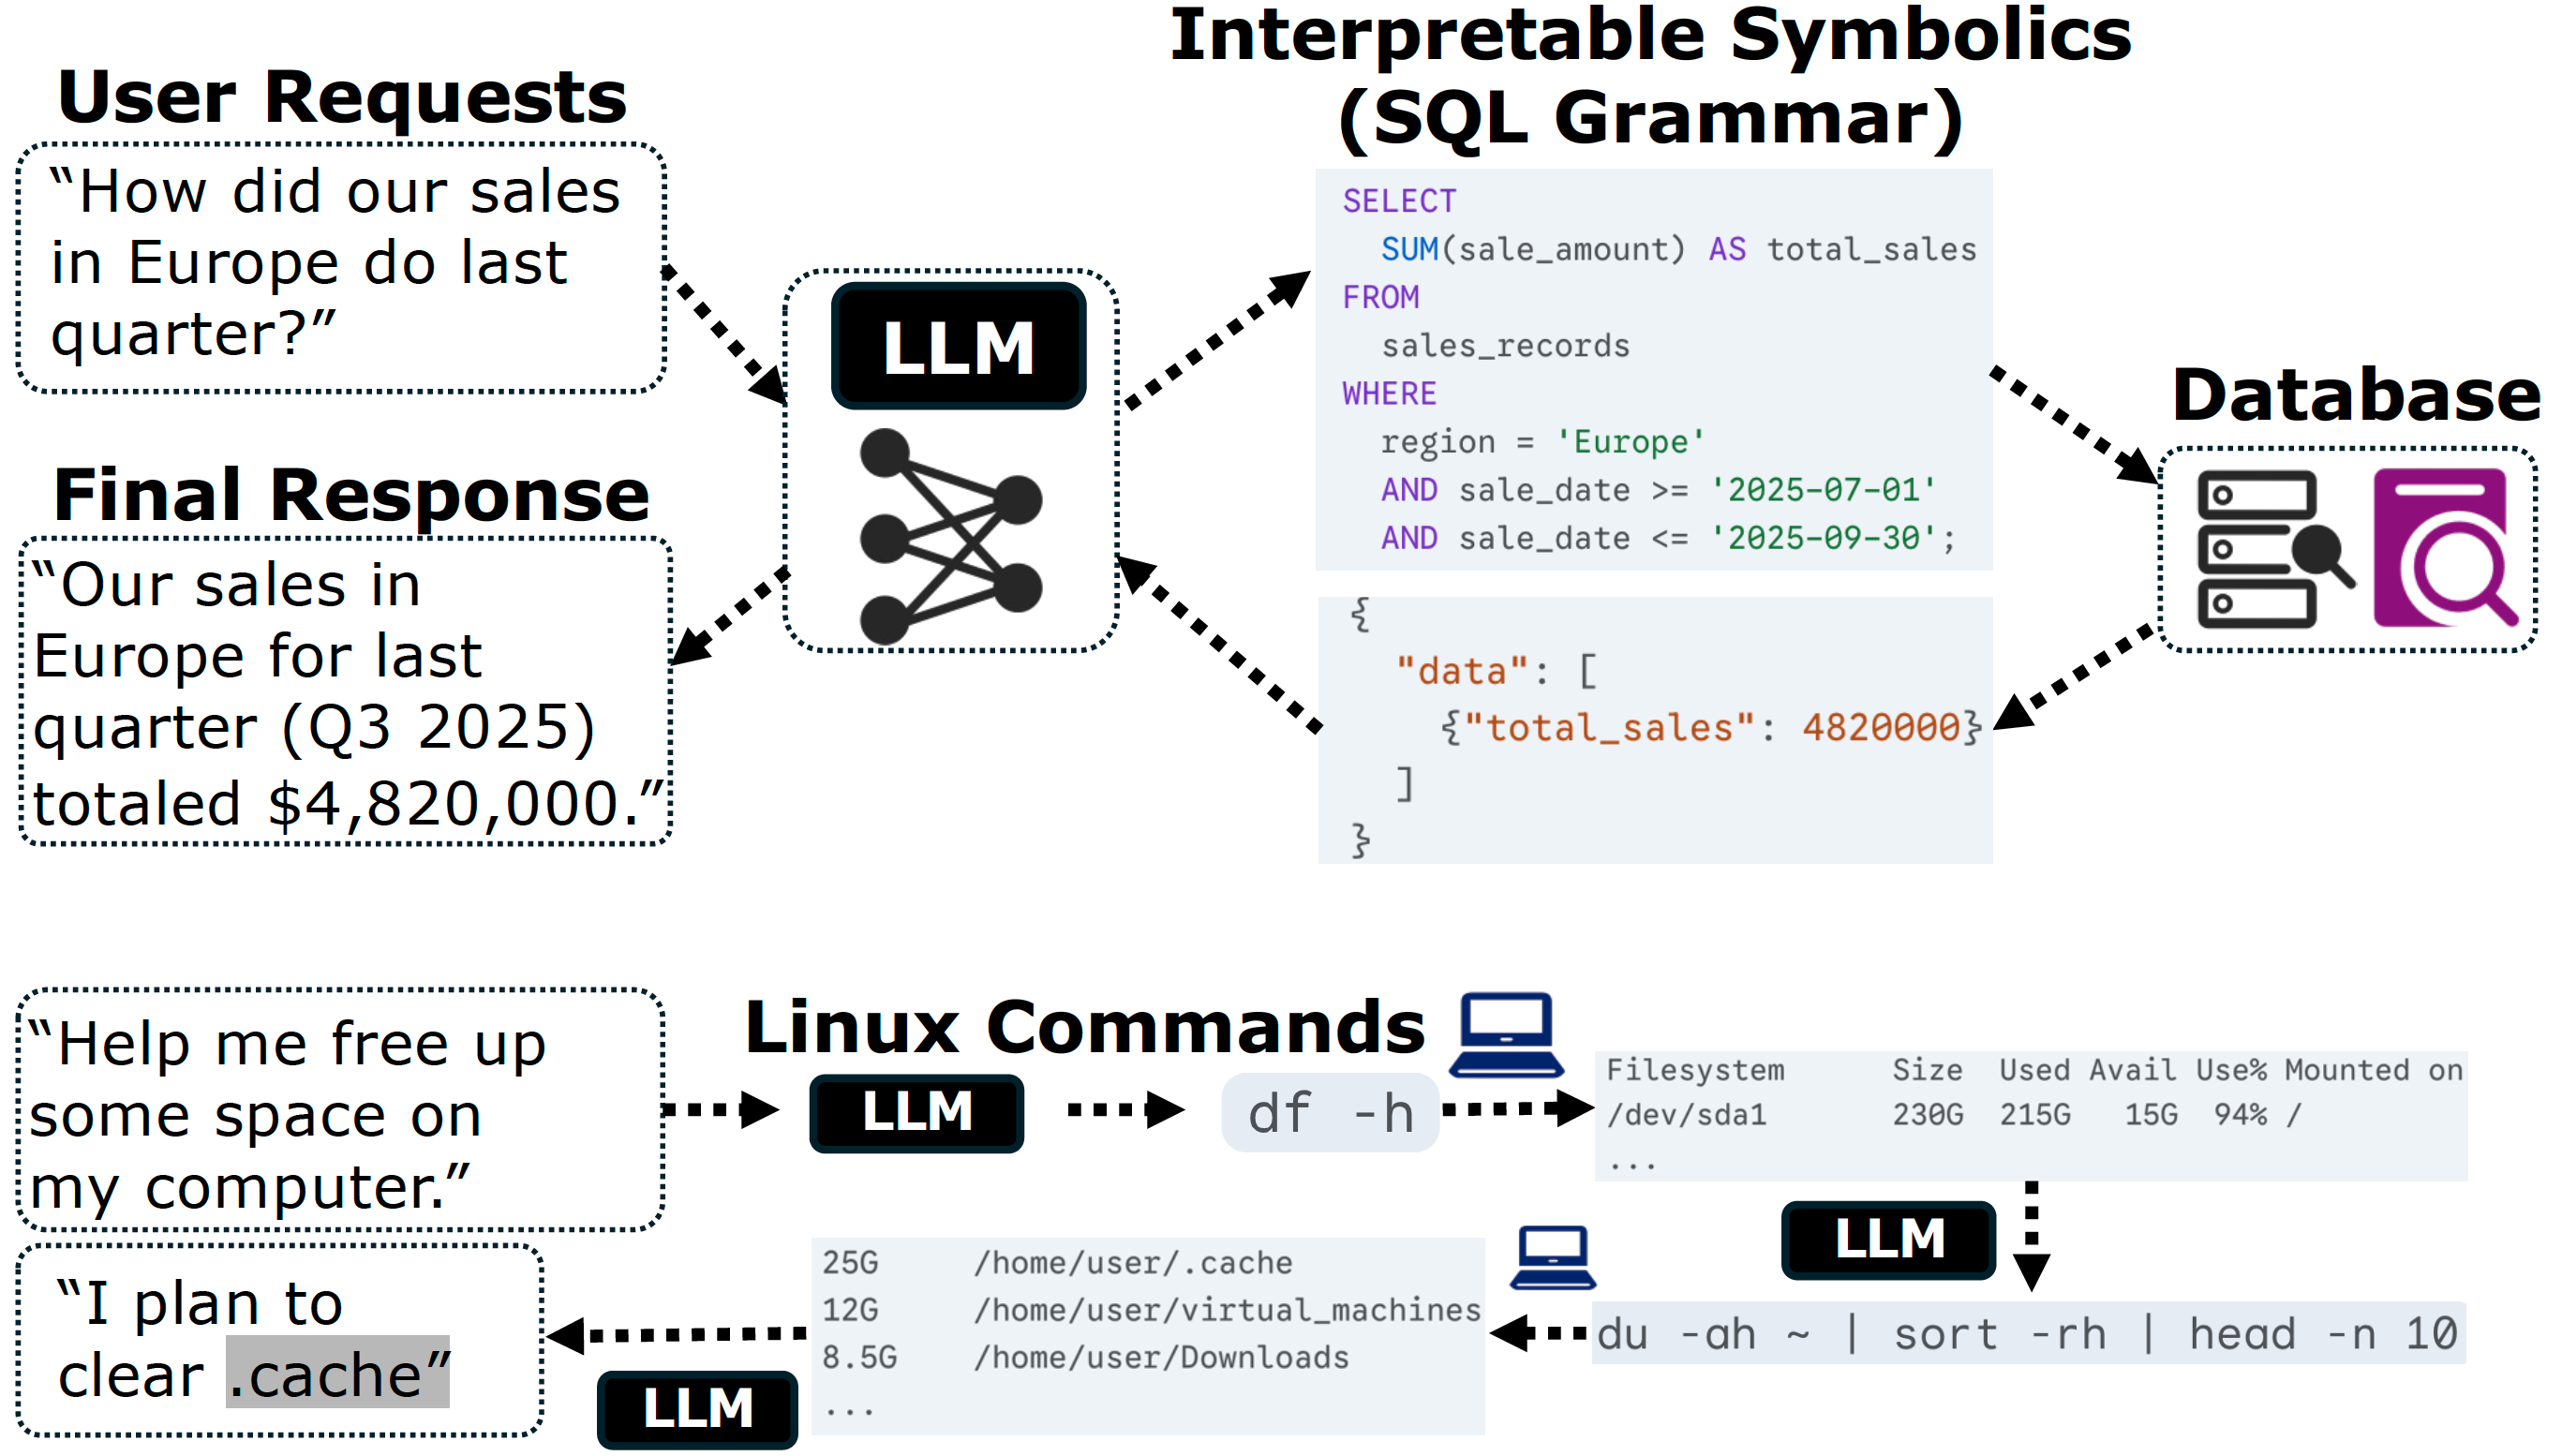 User Requests
“How did our sales
in Europe do last
quarter?”
Final Response
“Our sales in
Europe for last
quarter (Q3 2025)
totaled $4,820,000.”
LLM
Interpretable Symbolics
(SQL Grammar)
SELECT
SUM(sale_amount) AS total_sales
FROM
sales_records
WHERE
region = 'Europe'
AND sale_date >= '2025-07-01'
AND sale_date <= '2025-09-30';
{
"data": [
{"total_sales": 4820000}
]
}
Database
“Help me free up
some space on
my computer.”
Linux Commands
LLM
df -h
Filesystem Size Used Avail Use% Mounted on
/dev/sda1 230G 215G 15G 94% /
...
LLM
du -ah ~ | sort -rh | head -n 10
25G /home/user/.cache
12G /home/user/virtual_machines
8.5G /home/user/Downloads
...
LLM
“I plan to
clear .cache”